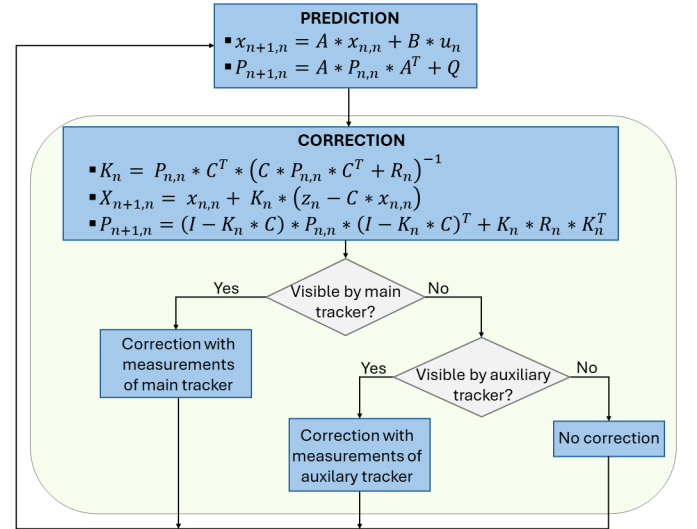 PREDICTION
▪ x_{n+1,n} = A * x_{n,n} + B * u_n
▪ P_{n+1,n} = A * P_{n,n} * A^T + Q
CORRECTION
▪ K_n = P_{n,n} * C^T * (C * P_{n,n} * C^T + R_n)^{-1}
▪ X_{n+1,n} = x_{n,n} + K_n * (z_n − C * x_{n,n})
▪ P_{n+1,n} = (I − K_n * C) * P_{n,n} * (I − K_n * C)^T + K_n * R_n * K_n^T
Yes
Visible by main
tracker?
No
Correction with
measurements
of main tracker
Yes
Visible by auxiliary
tracker?
No
Correction with
measurements of
auxilary tracker
No correction